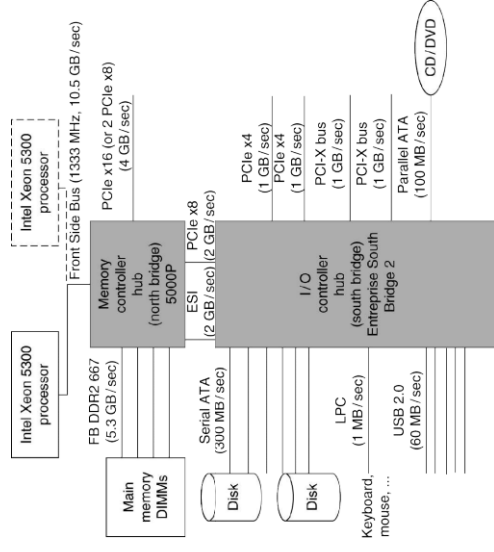 Intel Xeon 5300
processor
Intel Xeon 5300
processor
Front Side Bus (1333 MHz, 10.5 GB/sec)
FB DDR2 667
(5.3 GB/sec)
Main
memory
DIMMs
Memory
controller
hub
(north bridge)
5000P
PCIe x16 (or 2 PCIe x8)
(4 GB/sec)
ESI
(2 GB/sec)
PCIe x8
(2 GB/sec)
Serial ATA
(300 MB/sec)
Disk
Disk
LPC
(1 MB/sec)
Keyboard,
mouse, ...
USB 2.0
(60 MB/sec)
I/O
controller
hub
(south bridge)
Entreprise South
Bridge 2
PCIe x4
(1 GB/sec)
PCIe x4
(1 GB/sec)
PCI-X bus
(1 GB/sec)
PCI-X bus
(1 GB/sec)
Parallel ATA
(100 MB/sec)
CD/DVD